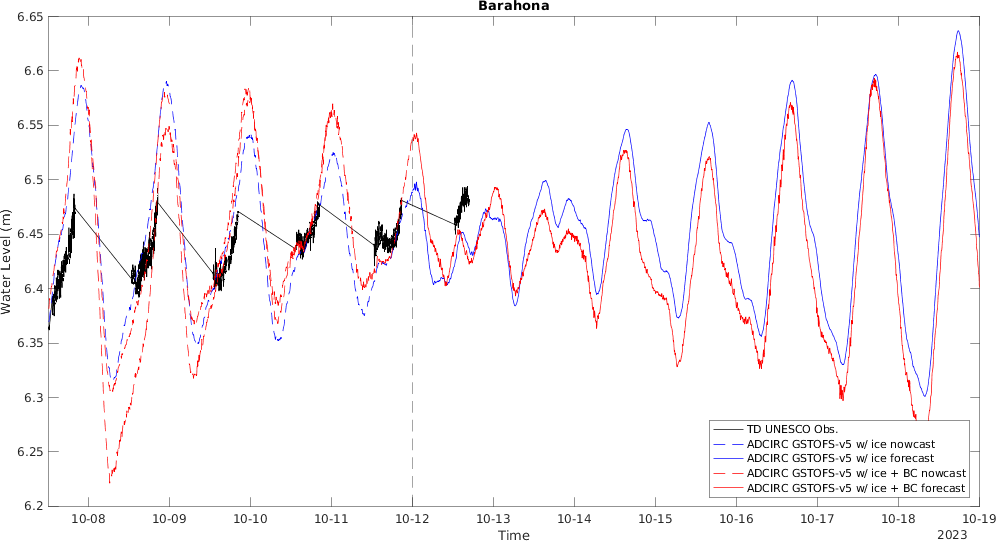 Barahona
6.65
6.6
6.55
6.5
6.45
6.4
6.35
6.3
6.25
6.2
Water Level (m)
TD UNESCO Obs.
ADCIRC GSTOFS-v5 w/ ice nowcast
ADCIRC GSTOFS-v5 w/ ice forecast
ADCIRC GSTOFS-v5 w/ ice + BC nowcast
ADCIRC GSTOFS-v5 w/ ice + BC forecast
10-08 10-09 10-10 10-11 10-12 10-13 10-14 10-15 10-16 10-17 10-18 10-19
Time
2023